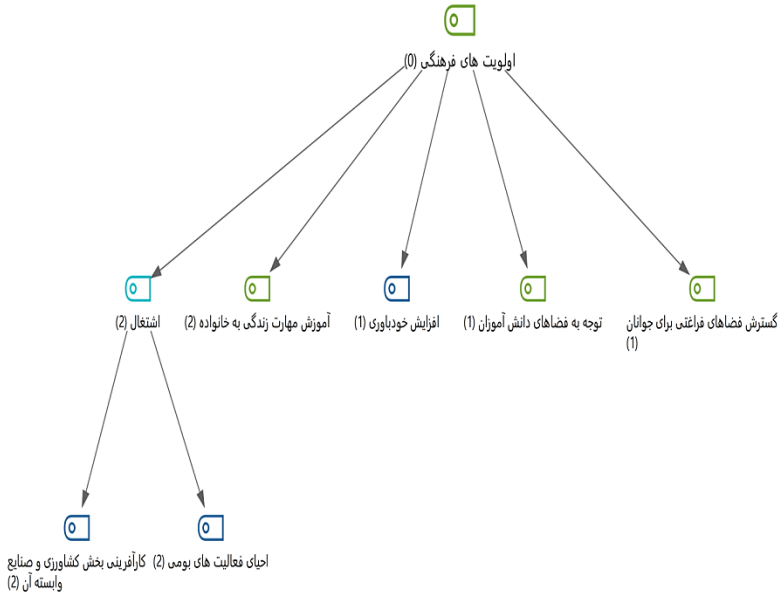 اولویت های فرهنگی (0)
گسترش فضاهای فراغتی برای جوانان
(1)
توجه به فضاهای دانش آموزان (1)
افزایش خودباوری (1)
آموزش مهارت زندگی به خانواده (2)
اشتغال (2)
احیای فعالیت های بومی (2)
کارآفرینی بخش کشاورزی و صنایع
وابسته آن (2)